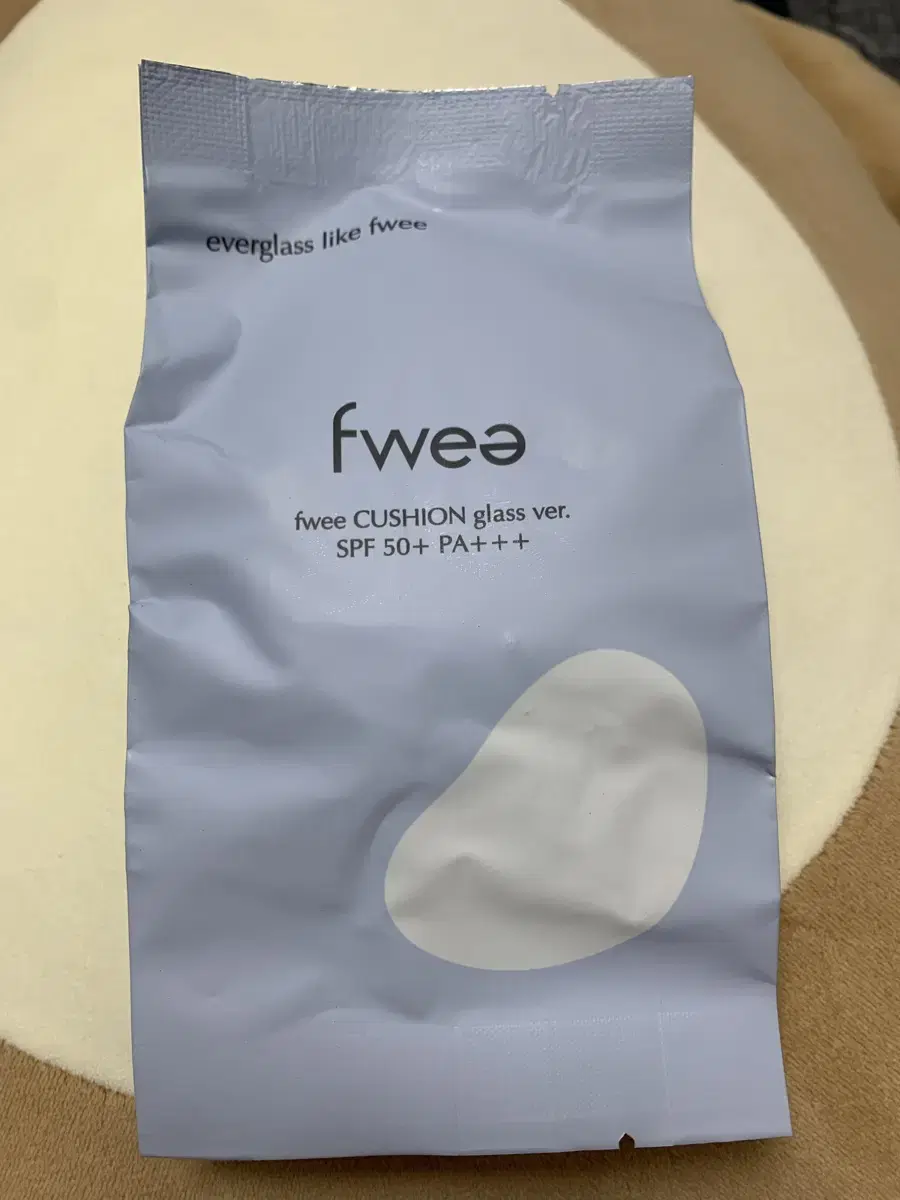 everglass like fwee
fwee
fwee CUSHION glass ver.
SPF 50+ PA+++